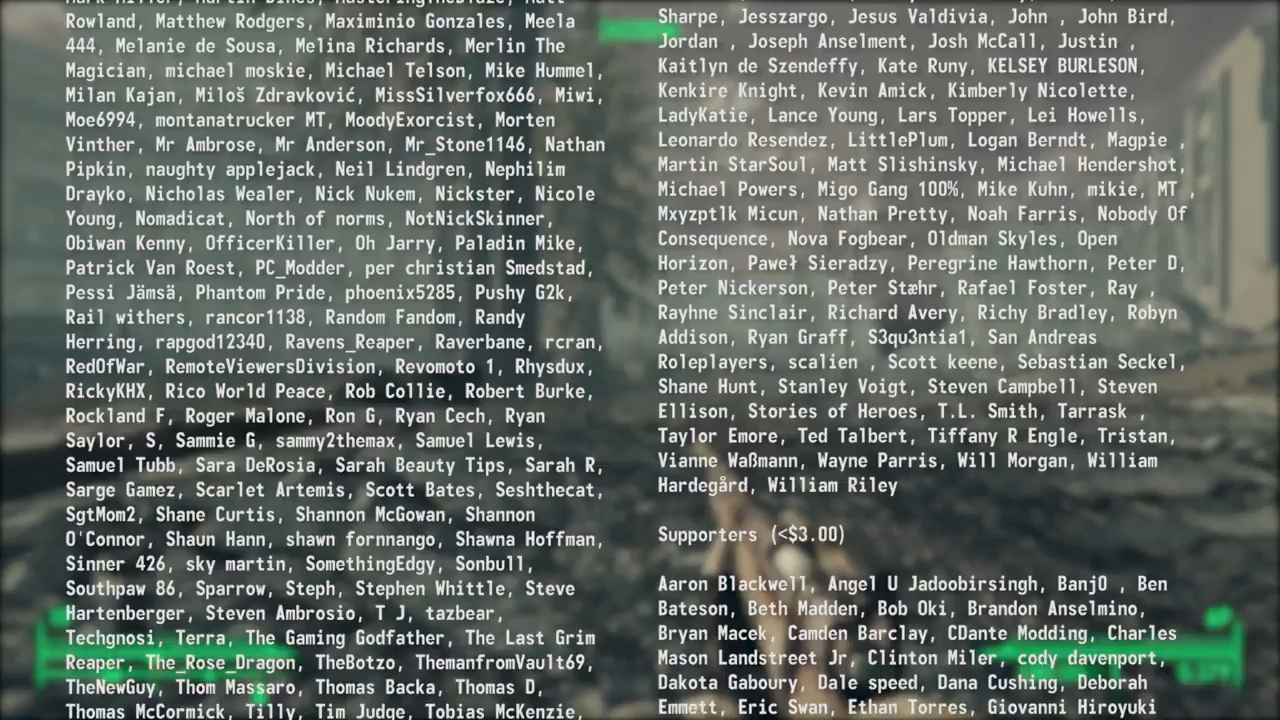 Rowland, Matthew Rodgers, Maximinio Gonzales, Meela
444, Melanie de Sousa, Melina Richards, Merlin The
Magician, michael moskie, Michael Telson, Mike Hummel,
Milan Kajan, Miloš Zdravković, MissSilverfox666, Miwi,
Moe6994, montanatrucker MT, MoodyExorcist, Morten
Vinther, Mr Ambrose, Mr Anderson, Mr_Stone1146, Nathan
Pipkin, naughty applejack, Neil Lindgren, Nephilim
Drayko, Nicholas Wealer, Nick Nukem, Nickster, Nicole
Young, Nomadicat, North of norms, NotNickSkinner,
Obiwan Kenny, OfficerKiller, Oh Jarry, Paladin Mike,
Patrick Van Roest, PC_Modder, per christian Smedstad,
Pessi Jämsä, Phantom Pride, phoenix5285, Pushy G2k,
Rail withers, rancor1138, Random Fandom, Randy
Herring, rapgod12340, Ravens_Reaper, Raverbane, rcran,
RedOfWar, RemoteViewersDivision, Revomoto 1, Rhysdux,
RickyKHX, Rico World Peace, Rob Collie, Robert Burke,
Rockland F, Roger Malone, Ron G, Ryan Cech, Ryan
Saylor, S, Sammie G, sammy2themax, Samuel Lewis,
Samuel Tubb, Sara DeRosia, Sarah Beauty Tips, Sarah R,
Sarge Gamez, Scarlet Artemis, Scott Bates, Seshthecat,
SgtMom2, Shane Curtis, Shannon McGowan, Shannon
O'Connor, Shaun Hann, shawn fornnango, Shawna Hoffman,
Sinner 426, sky martin, SomethingEdgy, Sonbull,
Southpaw 86, Sparrow, Steph, Stephen Whittle, Steve
Hartenberger, Steven Ambrosio, T J, tazbear,
Technosi, Terra, The Gaming Godfather, The Last Grim
Reaper, The_Rose_Dragon, TheBotzo, ThemanfromVault69,
TheNewGuy, Thom Massaro, Thomas Backa, Thomas D,
Thomas McCormick, Tilly, Tim Judge, Tobias McKenzie,
Sharpe, Jesszargo, Jesus Valdivia, John , John Bird,
Jordan , Joseph Anselment, Josh McCall, Justin ,
Kaitlyn de Szendeffy, Kate Runy, KELSEY BURLESON,
Kenkire Knight, Kevin Amick, Kimberly Nicolette,
LadyKatie, Lance Young, Lars Topper, Lei Howells,
Leonardo Resendez, LittlePlum, Logan Berndt, Magpie ,
Martin StarSoul, Matt Slishinsky, Michael Hendershot,
Michael Powers, Migo Gang 100%, Mike Kuhn, mikie, MT ,
Mxyzptlk Micun, Nathan Pretty, Noah Farris, Nobody Of
Consequence, Nova Fogbear, Oldman Skyles, Open
Horizon, Paweł Sieradzy, Peregrine Hawthorn, Peter D,
Peter Nickerson, Peter Stæhr, Rafael Foster, Ray ,
Rayhne Sinclair, Richard Avery, Richy Bradley, Robyn
Addison, Ryan Graff, S3qu3ntia1, San Andreas
Roleplayers, scalien , Scott keene, Sebastian Seckel,
Shane Hunt, Stanley Voigt, Steven Campbell, Steven
Ellison, Stories of Heroes, T.L. Smith, Tarrask ,
Taylor Emore, Ted Talbert, Tiffany R Engle, Tristan,
Vianne Waßmann, Wayne Parris, Will Morgan, William
Hardegård, William Riley
Supporters (<$3.00)
Aaron Blackwell, Angel U Jadoobirsingh, BanjO , Ben
Bateson, Beth Madden, Bob Oki, Brandon Anselmino,
Bryan Macek, Camden Barclay, CDante Modding, Charles
Mason Landstreet Jr, Clinton Miler, cody davenport,
Dakota Gaboury, Dale speed, Dana Cushing, Deborah
Emmett, Eric Swan, Ethan Torres, Giovanni Hiroyuki